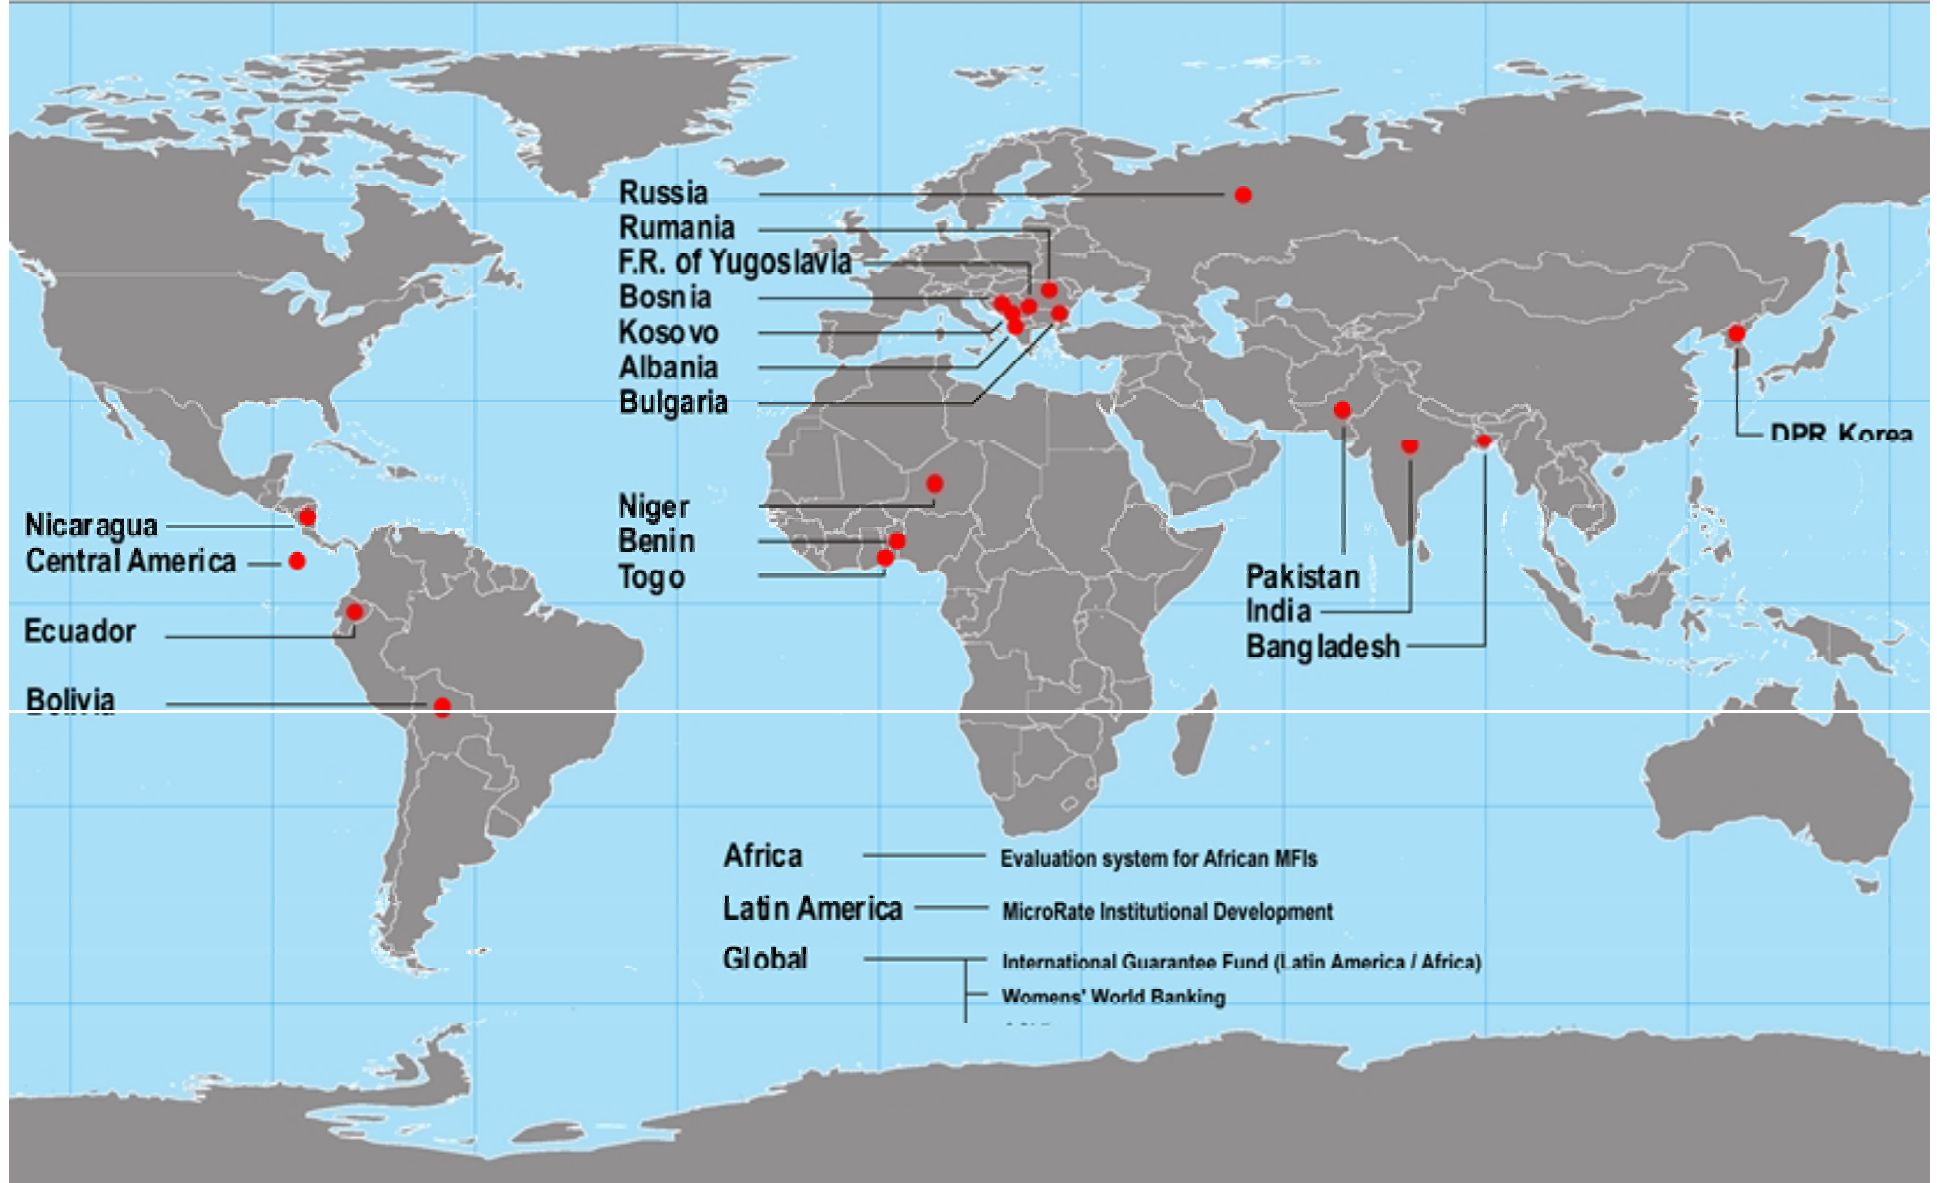 Russia
Rumania
F.R. of Yugoslavia
Bosnia
Kosovo
Albania
Bulgaria
DPR Korea
Niger
Benin
Togo
Nicaragua
Central America
Ecuador
Bolivia
Pakistan
India
Bangladesh
Africa Evaluation system for African MFIs
Latin America MicroRate Institutional Development
Global International Guarantee Fund (Latin America / Africa)
Womens' World Banking